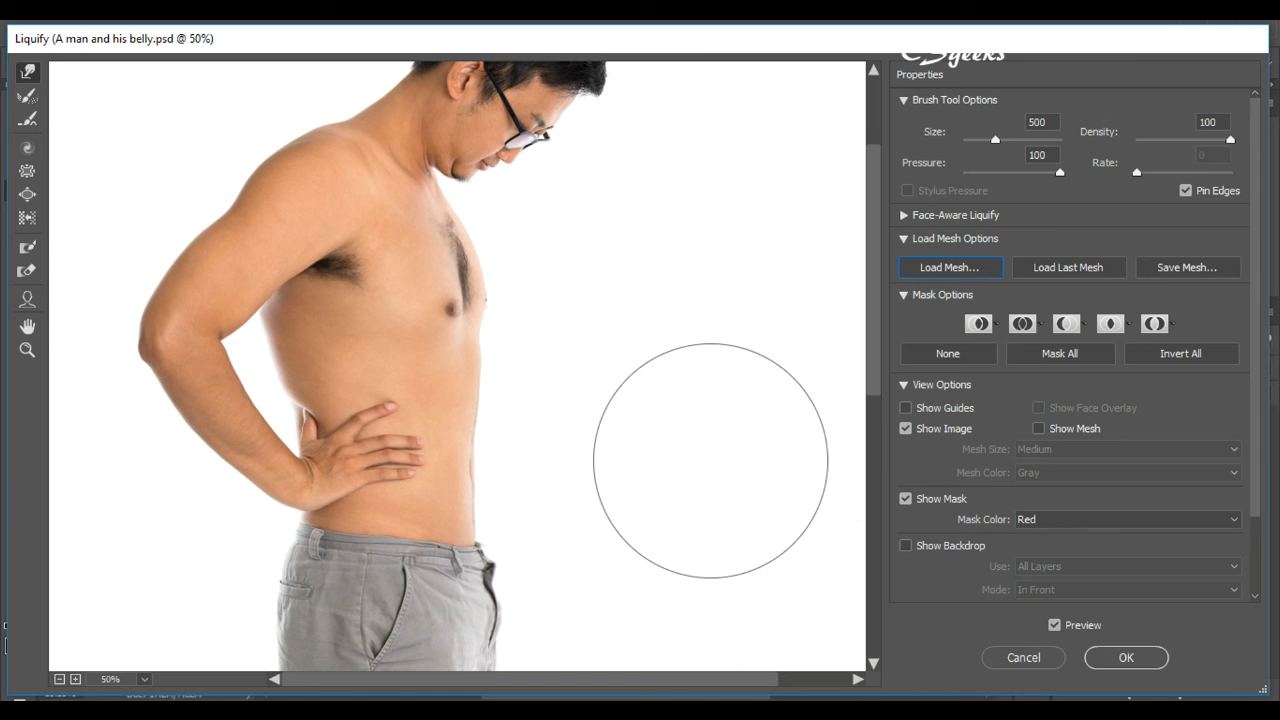 Liquify (A man and his belly.psd @ 50%)
Properties
Brush Tool Options
Size: 500 Density: 100
Pressure: 100 Rate: 0
Stylus Pressure Pin Edges
Face-Aware Liquify
Load Mesh Options
Load Mesh... Load Last Mesh Save Mesh...
Mask Options
None Mask All Invert All
View Options
Show Guides Show Face Overlay
Show Image Show Mesh
Mesh Size: Medium
Mesh Color: Gray
Show Mask
Mask Color: Red
Show Backdrop
Use: All Layers
Mode: In Front
Preview
Cancel OK
50%